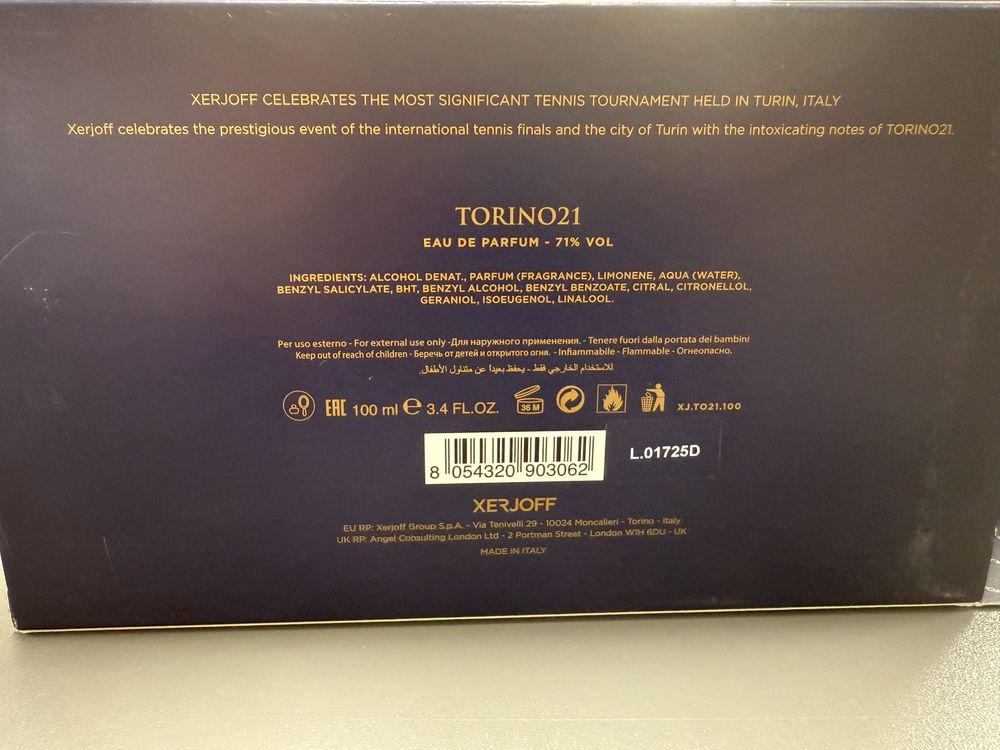 XERJOFF CELEBRATES THE MOST SIGNIFICANT TENNIS TOURNAMENT HELD IN TURIN, ITALY
Xerjoff celebrates the prestigious event of the international tennis finals and the city of Turin with the intoxicating notes of TORINO21.
TORINO21
EAU DE PARFUM - 71% VOL
INGREDIENTS: ALCOHOL DENAT., PARFUM (FRAGRANCE), LIMONENE, AQUA (WATER),
BENZYL SALICYLATE, BHT, BENZYL ALCOHOL, BENZYL BENZOATE, CITRAL, CITRONELLOL,
GERANIOL, ISOEUGENOL, LINALOOL.
Per uso esterno - For external use only -Для наружного применения. - Tenere fuori dalla portata dei bambini
Keep out of reach of children - Беречь от детей и открытого огня. - Infiammabile - Flammable - Огнеопасно.
للاستخدام الخارجي فقط - يحفظ بعيداً عن متناول الأطفال.
EAC 100 ml ℮ 3.4 FL.OZ. 36 M XJ.TO21.100
8 054320 903062 L.01725D
XERJOFF
EU RP: Xerjoff Group S.p.A. - Via Tenivelli 29 - 10024 Moncalieri - Torino - Italy
UK RP: Angel Consulting London Ltd - 2 Portman Street - London W1H 6DU - UK
MADE IN ITALY